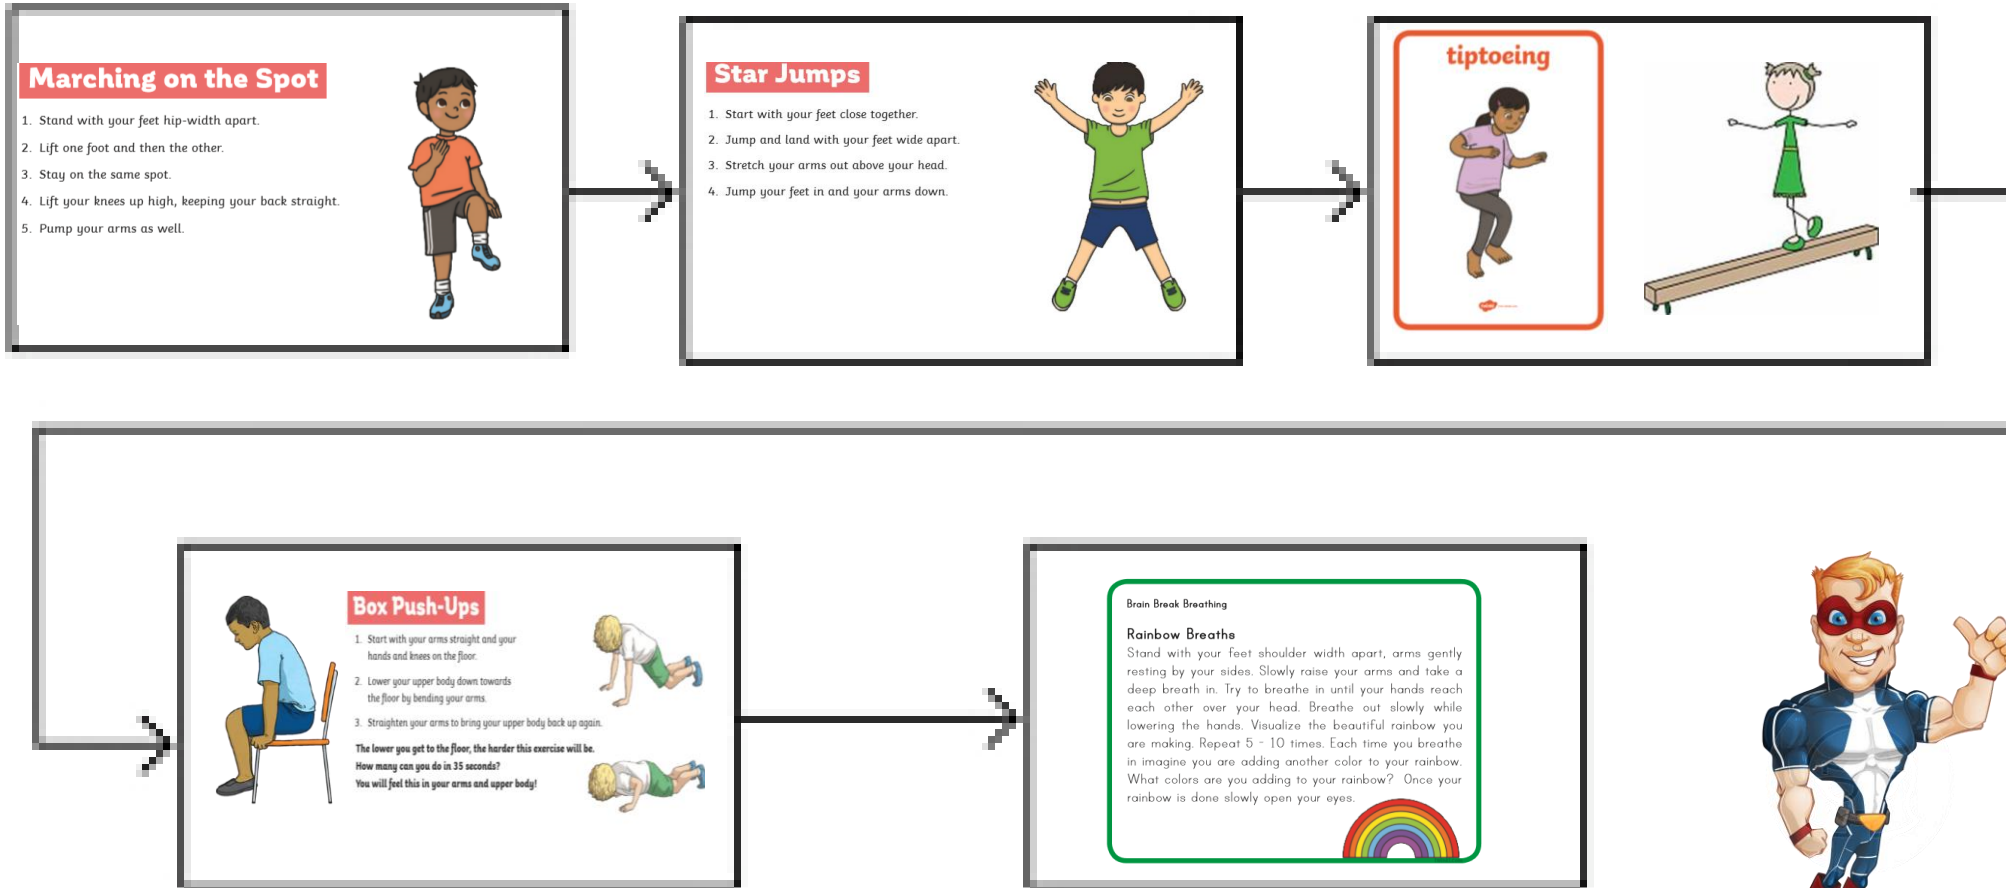 Marching on the Spot
1. Stand with your feet hip-width apart.
2. Lift one foot and then the other.
3. Stay on the same spot.
4. Lift your knees up high, keeping your back straight.
5. Pump your arms as well.
Star Jumps
1. Start with your feet close together.
2. Jump and land with your feet wide apart.
3. Stretch your arms out above your head.
4. Jump your feet in and your arms down.
tiptoeing
Box Push-Ups
1. Start with your arms straight and your
hands and knees on the floor.
2. Lower your upper body down towards
the floor by bending your arms.
3. Straighten your arms to bring your upper body back up again.
The lower you get to the floor, the harder this exercise will be.
How many can you do in 35 seconds?
You will feel this in your arms and upper body!
Brain Break Breathing
Rainbow Breaths
Stand with your feet shoulder width apart, arms gently
resting by your sides. Slowly raise your arms and take a
deep breath in. Try to breathe in until your hands reach
each other over your head. Breathe out slowly while
lowering the hands. Visualize the beautiful rainbow you
are making. Repeat 5 - 10 times. Each time you breathe
in imagine you are adding another color to your rainbow.
What colors are you adding to your rainbow? Once your
rainbow is done slowly open your eyes.